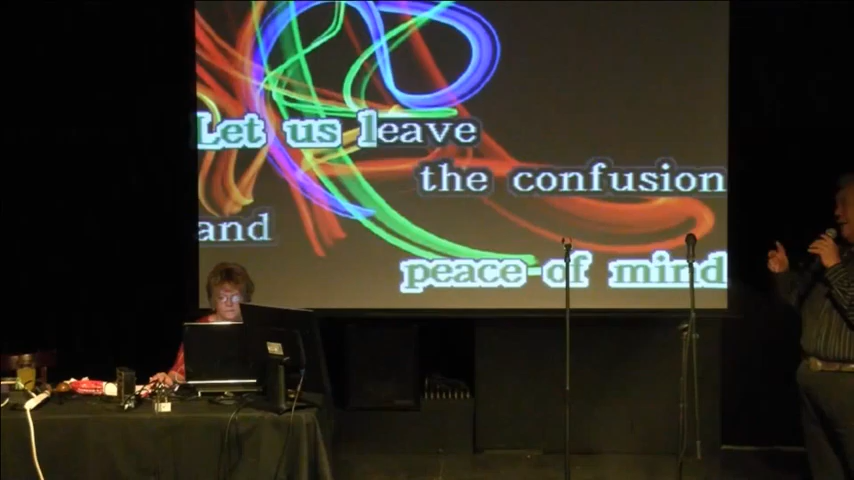 Let us leave
the confusion
and
peace of mind